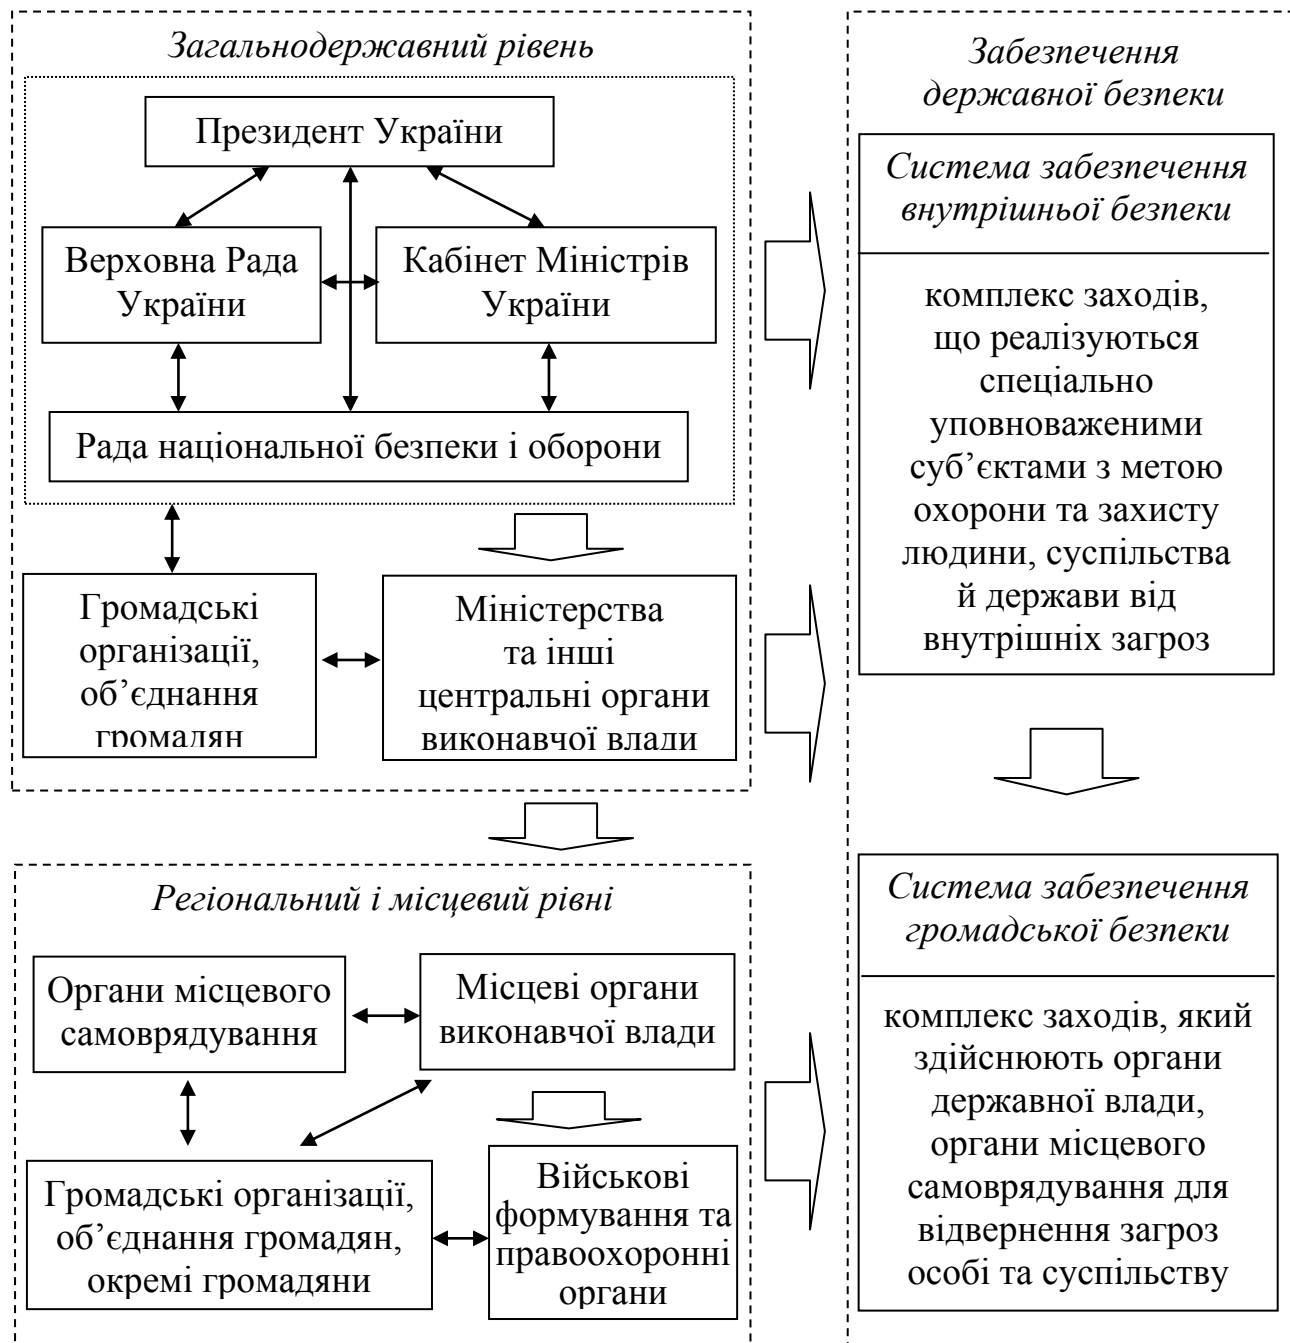 Загальнодержавний рівень
Президент України
Верховна Рада
України
Кабінет Міністрів
України
Рада національної безпеки і оборони
Громадські
організації,
об’єднання
громадян
Міністерства
та інші
центральні органи
виконавчої влади
Регіональний і місцевий рівні
Органи місцевого
самоврядування
Місцеві органи
виконавчої влади
Громадські організації,
об’єднання громадян,
окремі громадяни
Військові
формування та
правоохоронні
органи
Забезпечення
державної безпеки
Система забезпечення
внутрішньої безпеки
комплекс заходів,
що реалізуються
спеціально
уповноваженими
суб’єктами з метою
охорони та захисту
людини, суспільства
й держави від
внутрішніх загроз
Система забезпечення
громадської безпеки
комплекс заходів, який
здійснюють органи
державної влади,
органи місцевого
самоврядування для
відвернення загроз
особі та суспільству